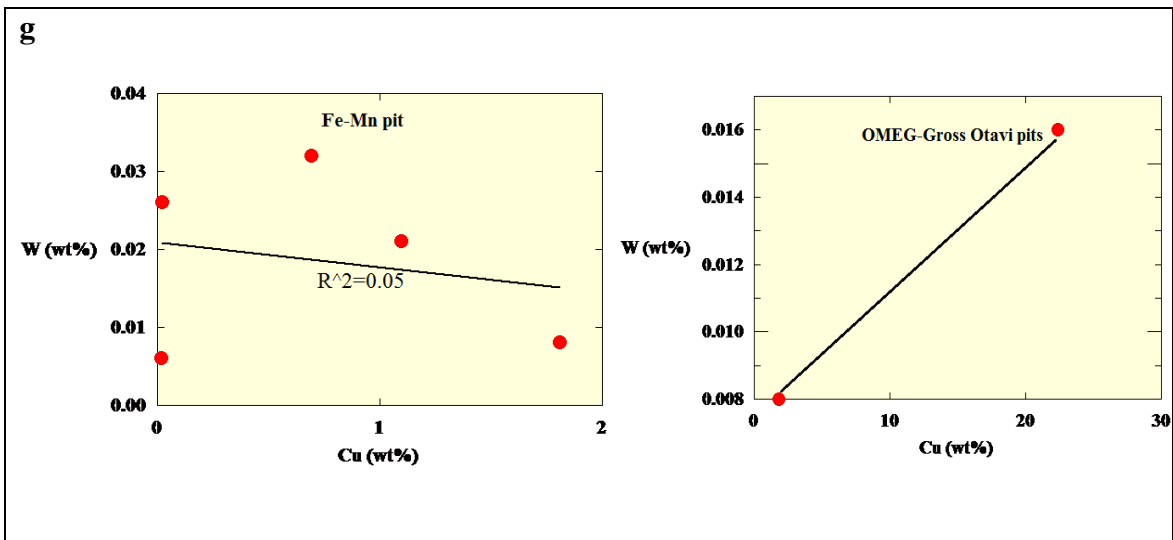 g
Fe-Mn pit
0.04
0.03
W (wt%)
0.02
R^2=0.05
0.01
0.00
0
1
2
Cu (wt%)
OMEG-Gross Otavi pits
0.016
0.014
W (wt%)
0.012
0.010
0.008
0
10
20
30
Cu (wt%)